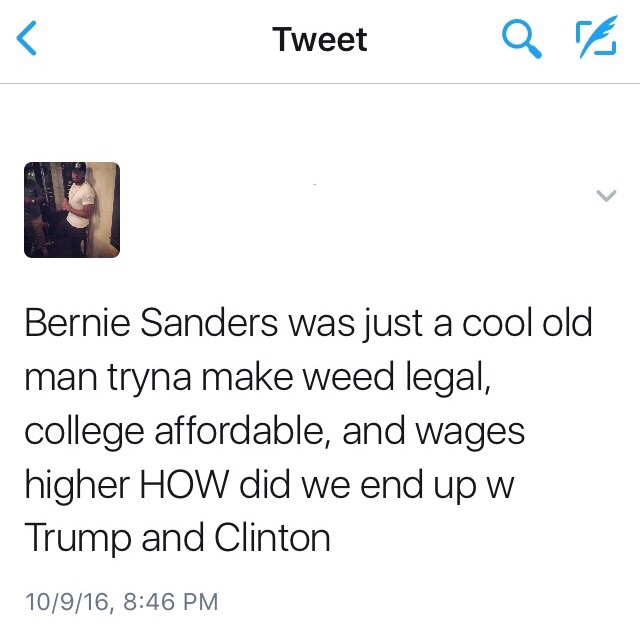 Tweet
Bernie Sanders was just a cool old
man tryna make weed legal,
college affordable, and wages
higher HOW did we end up w
Trump and Clinton
10/9/16, 8:46 PM